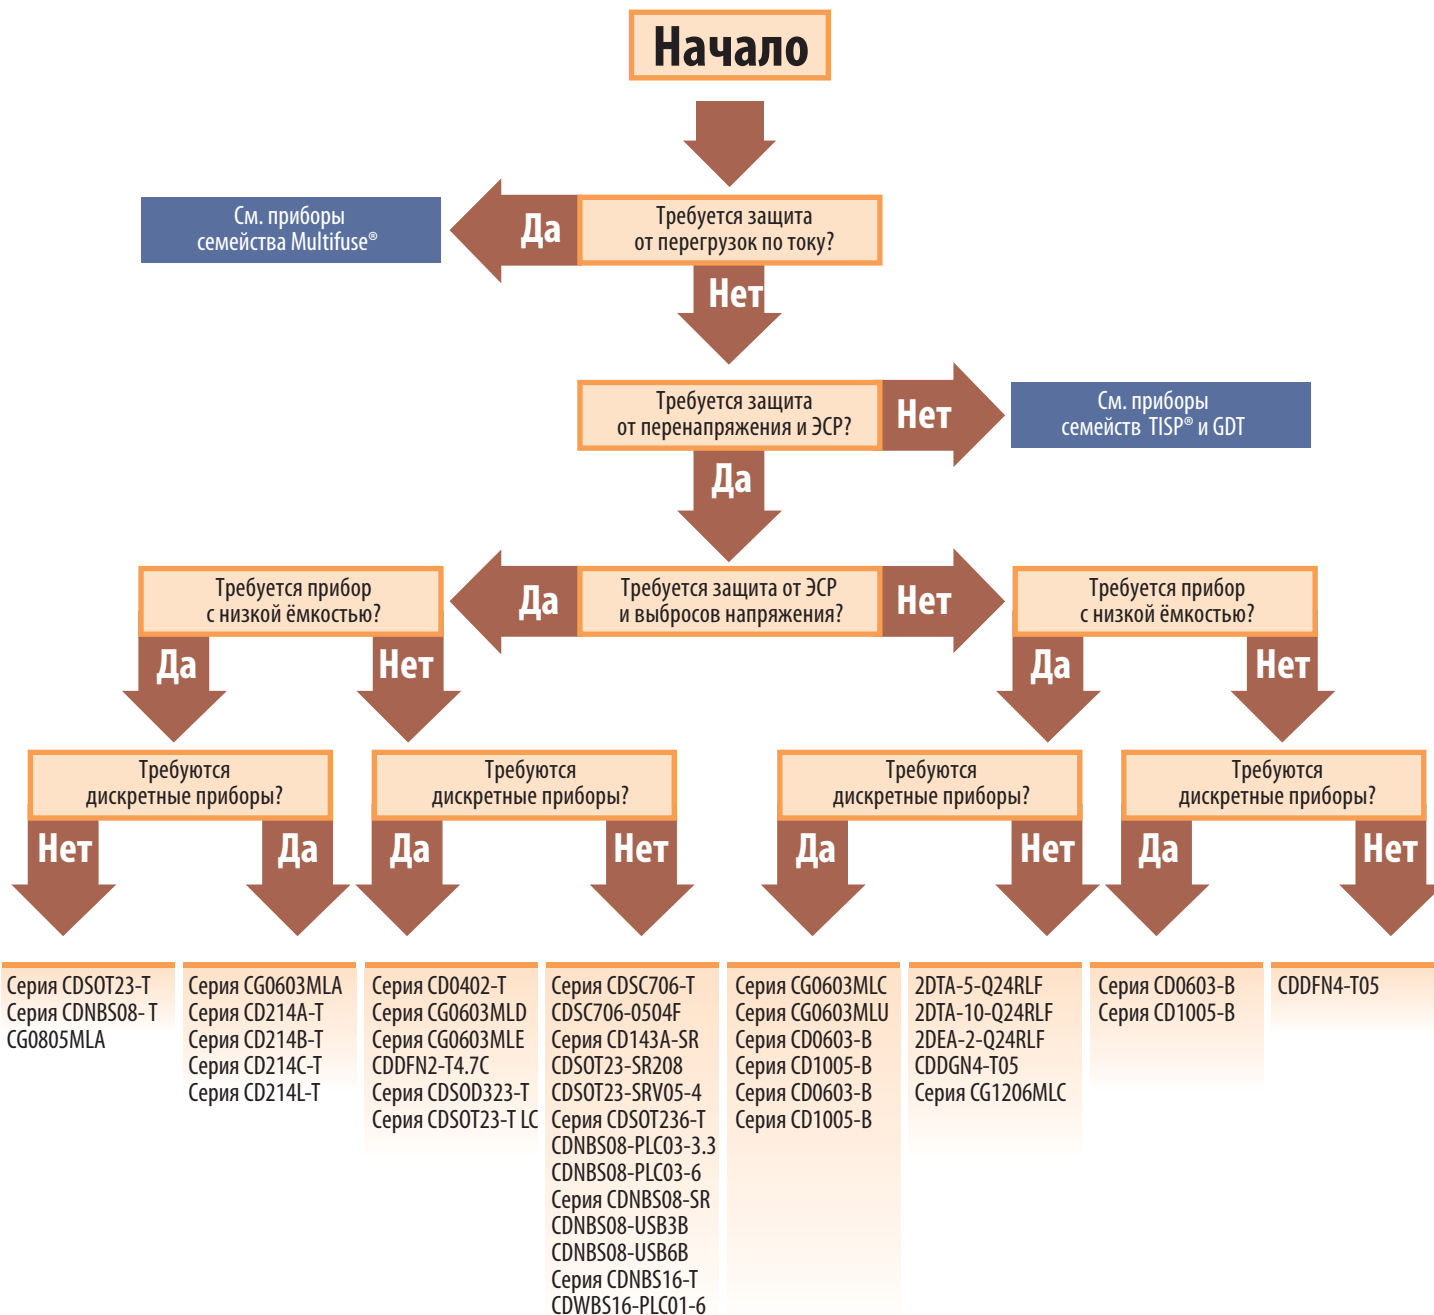 Начало
Требуется защита
от перегрузок по току?
Да
См. приборы
семейства Multifuse®
Нет
Требуется защита
от перенапряжения и ЭСР?
Нет
См. приборы
семейств TISP® и GDT
Да
Требуется прибор
с низкой ёмкостью?
Да
Требуется защита от ЭСР
и выбросов напряжения?
Нет
Требуется прибор
с низкой ёмкостью?
Да
Нет
Да
Нет
Требуются
дискретные приборы?
Требуются
дискретные приборы?
Требуются
дискретные приборы?
Требуются
дискретные приборы?
Нет
Да
Да
Нет
Да
Нет
Да
Нет
Серия CDSOT23-T
Серия CDNBS08- T
CG0805MLA
Серия CG0603MLA
Серия CD214A-T
Серия CD214B-T
Серия CD214C-T
Серия CD214L-T
Серия CD0402-T
Серия CG0603MLD
Серия CG0603MLE
CDDFN2-T4.7C
Серия CDSOD323-T
Серия CDSOT23-T LC
Серия CDSC706-T
CDSC706-0504F
Серия CD143A-SR
CDSOT23-SR208
CDSOT23-SRV05-4
Серия CDSOT236-T
CDNBS08-PLC03-3.3
CDNBS08-PLC03-6
Серия CDNBS08-SR
CDNBS08-USB3B
CDNBS08-USB6B
Серия CDNBS16-T
CDWBS16-PLC01-6
Серия CG0603MLC
Серия CG0603MLU
Серия CD0603-B
Серия CD1005-B
Серия CD0603-B
Серия CD1005-B
2DTA-5-Q24RLF
2DTA-10-Q24RLF
2DEA-2-Q24RLF
CDDGN4-T05
Серия CG1206MLC
Серия CD0603-B
Серия CD1005-B
CDDFN4-T05